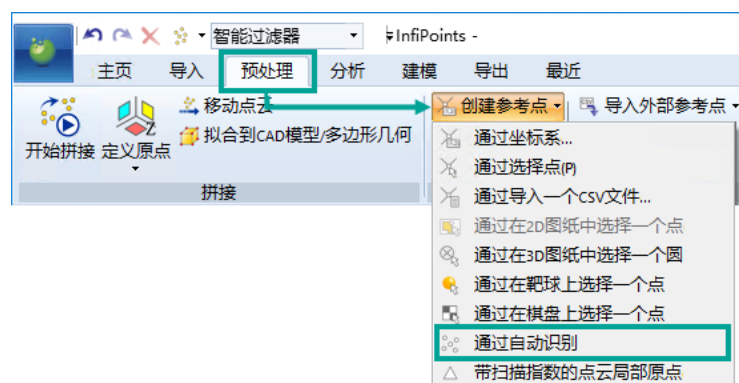 智能过滤器 InfiPoints -
主页 导入 预处理 分析 建模 导出 最近
移动点云 创建参考点 导入外部参考点
开始拼接 定义原点 拟合到CAD模型/多边形几何
拼接
通过坐标系...
通过选择点(P)
通过导入一个CSV文件...
通过在2D图纸中选择一个点
通过在3D图纸中选择一个圆
通过在靶球上选择一个点
通过在棋盘上选择一个点
通过自动识别
带扫描指数的点云局部原点